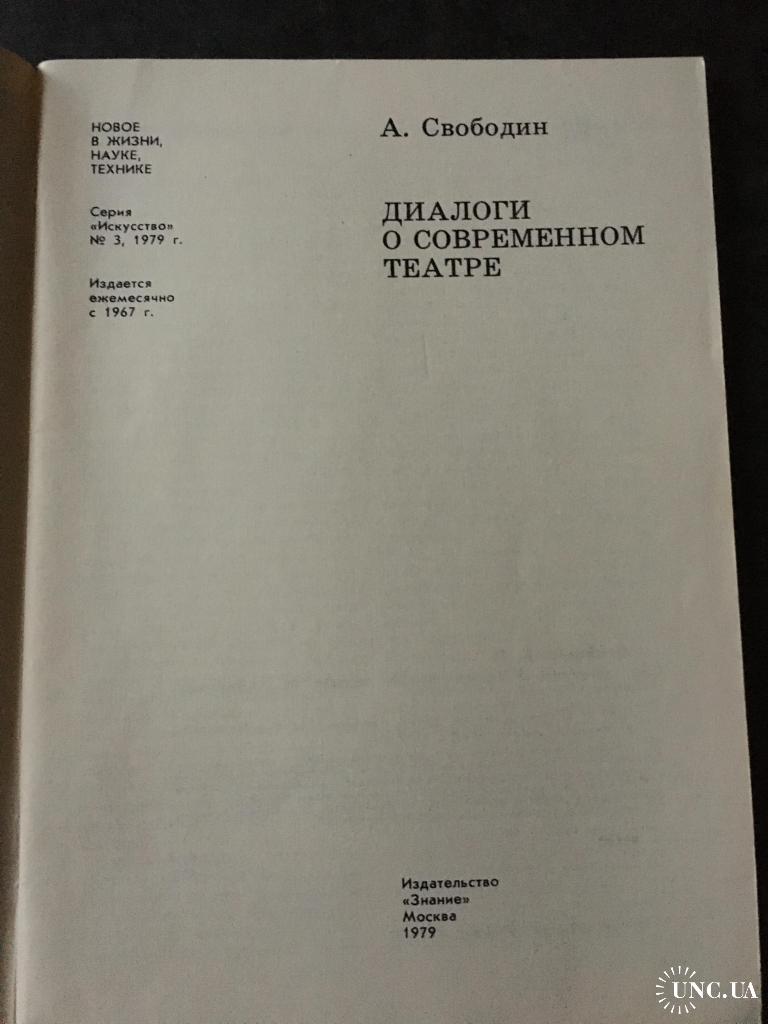 НОВОЕ
В ЖИЗНИ,
НАУКЕ,
ТЕХНИКЕ
Серия
«Искусство»
№ 3, 1979 г.
Издается
ежемесячно
с 1967 г.
А. Свободин
ДИАЛОГИ
О СОВРЕМЕННОМ
ТЕАТРЕ
Издательство
«Знание»
Москва
1979
UNC.UA